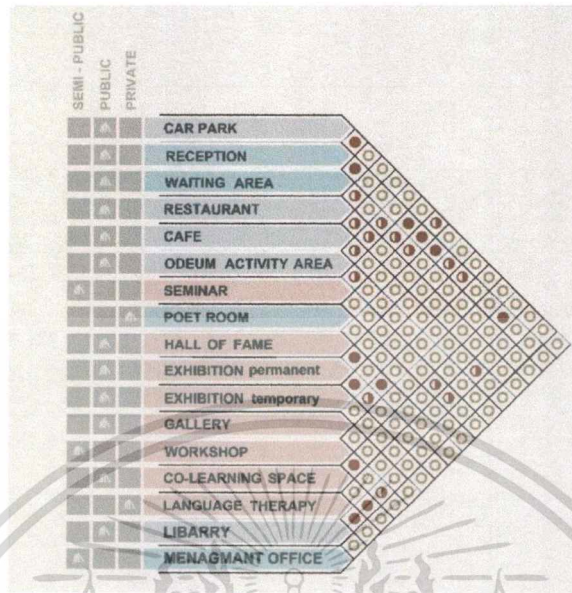 SEMI - PUBLIC
PUBLIC
PRIVATE
CAR PARK
RECEPTION
WAITING AREA
RESTAURANT
CAFE
ODEUM ACTIVITY AREA
SEMINAR
POET ROOM
HALL OF FAME
EXHIBITION permanent
EXHIBITION temporary
GALLERY
WORKSHOP
CO-LEARNING SPACE
LANGUAGE THERAPY
LIBARRY
MENAGMANT OFFICE